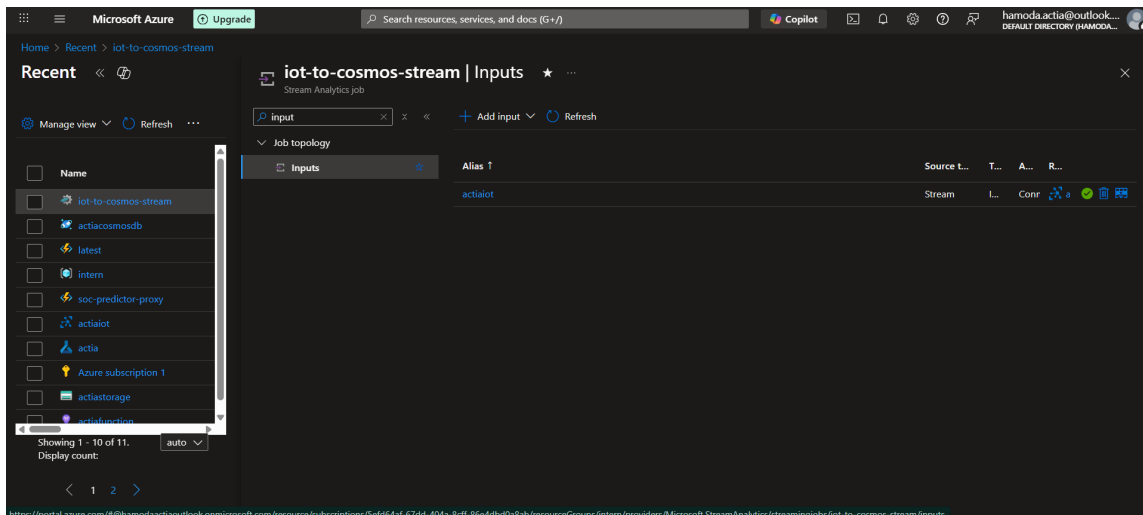 Microsoft Azure
Upgrade
Search resources, services, and docs (G+/)
Copilot
hamoda.actia@outlook....
DEFAULT DIRECTORY (HAMODA...
Home > Recent > iot-to-cosmos-stream
Recent
iot-to-cosmos-stream | Inputs
Stream Analytics job
Manage view
Refresh
input
Add input
Refresh
Job topology
Inputs
Name
iot-to-cosmos-stream
actiacosmosdb
latest
intern
soc-predictor-proxy
actiaiot
actia
Azure subscription 1
actiastorage
actiafunction
Showing 1 - 10 of 11.
Display count:
auto
1 2
Alias ↑ Source t... T... A... R...
actiaiot Stream I... Conr a